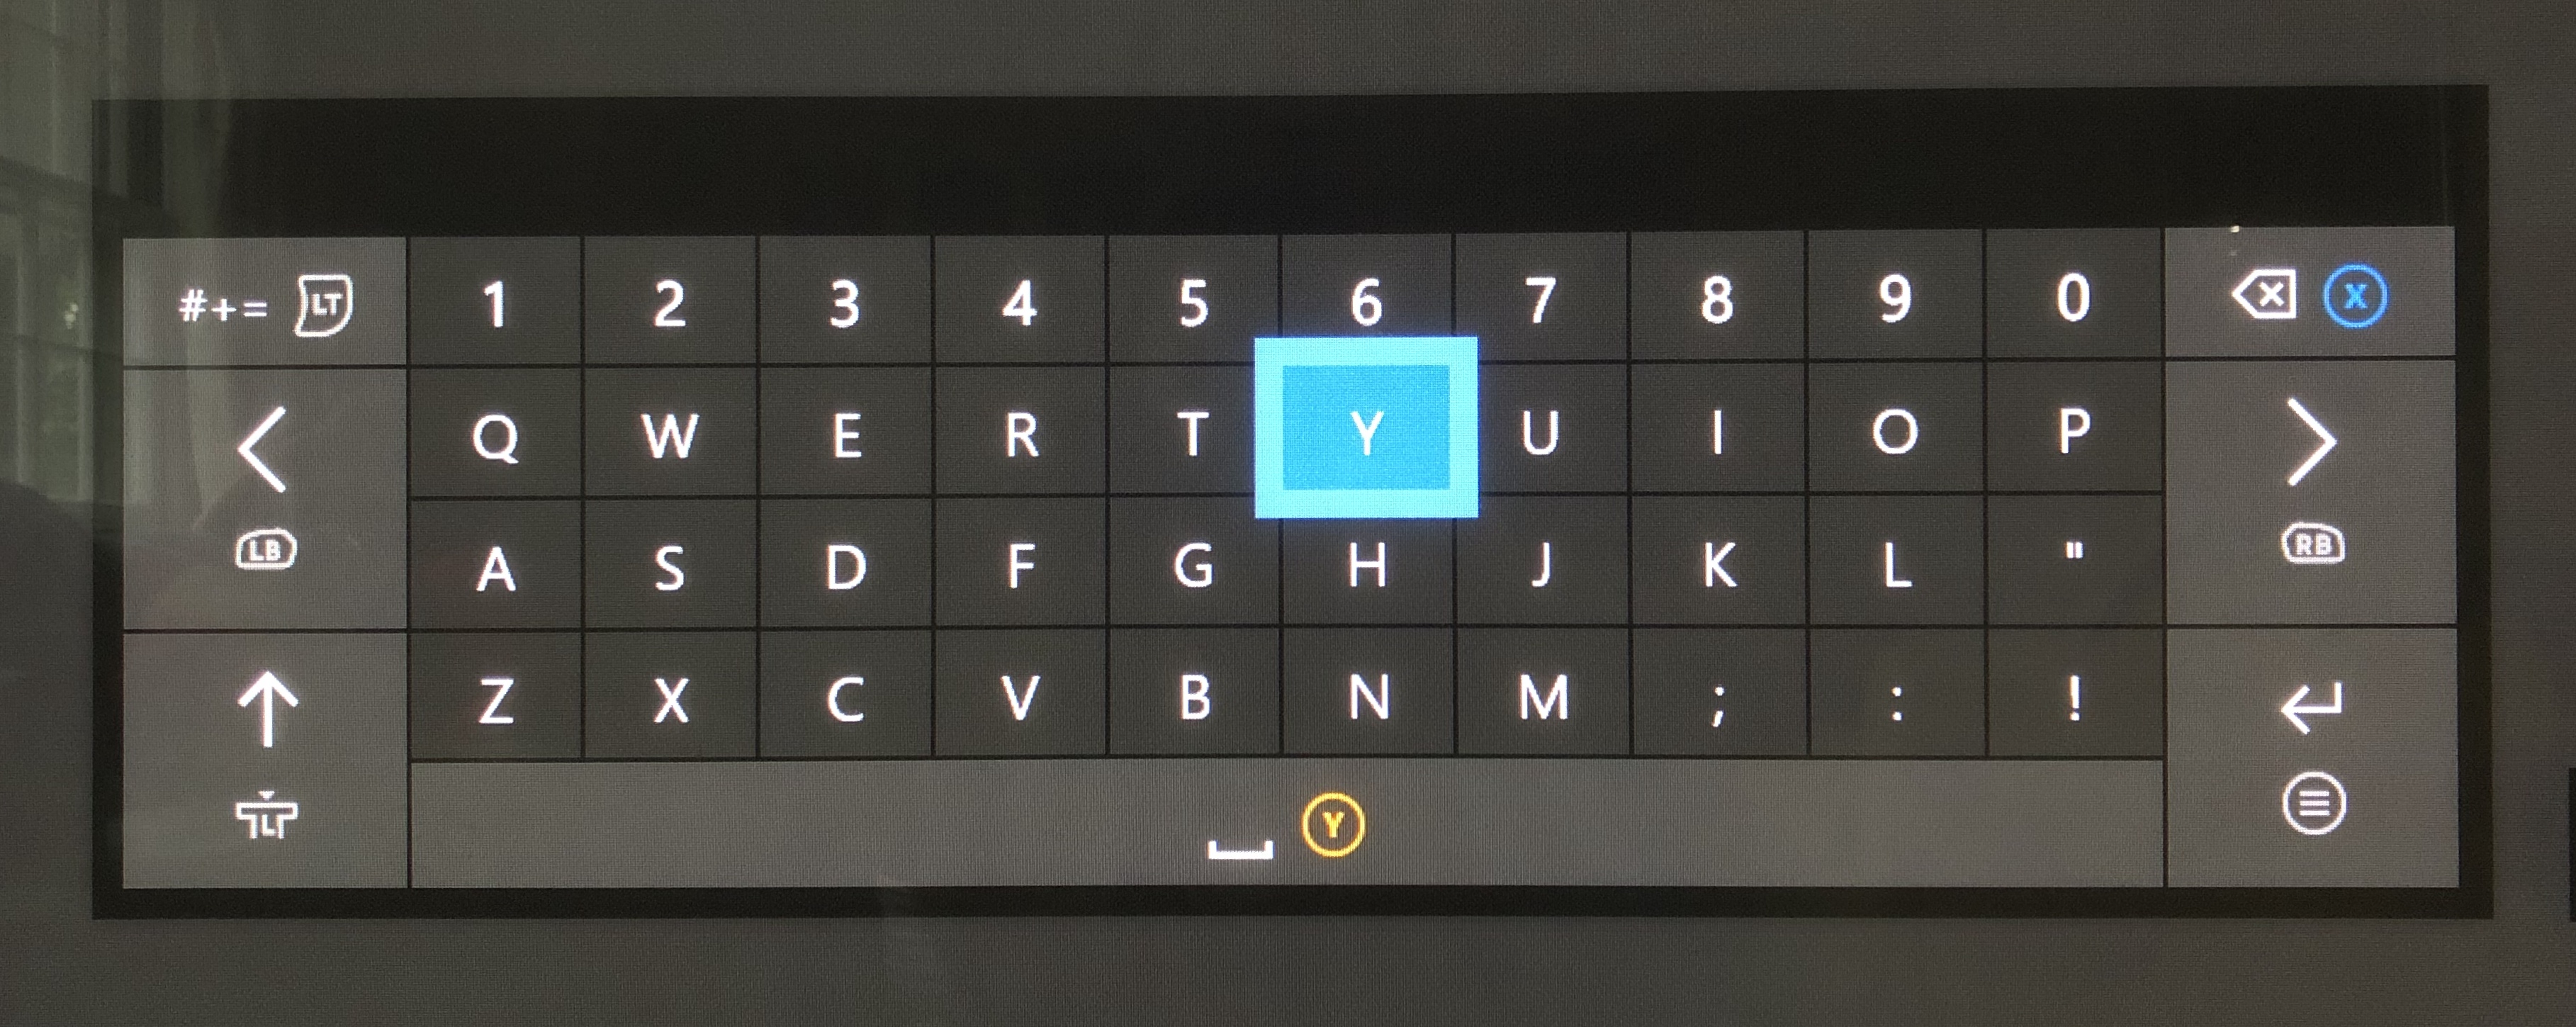 #+= LT 1 2 3 4 5 6 7 8 9 0 X
Q W E R T Y U I O P
LB A S D F G H J K L " RB
Z X C V B N M ; : !
LT Y